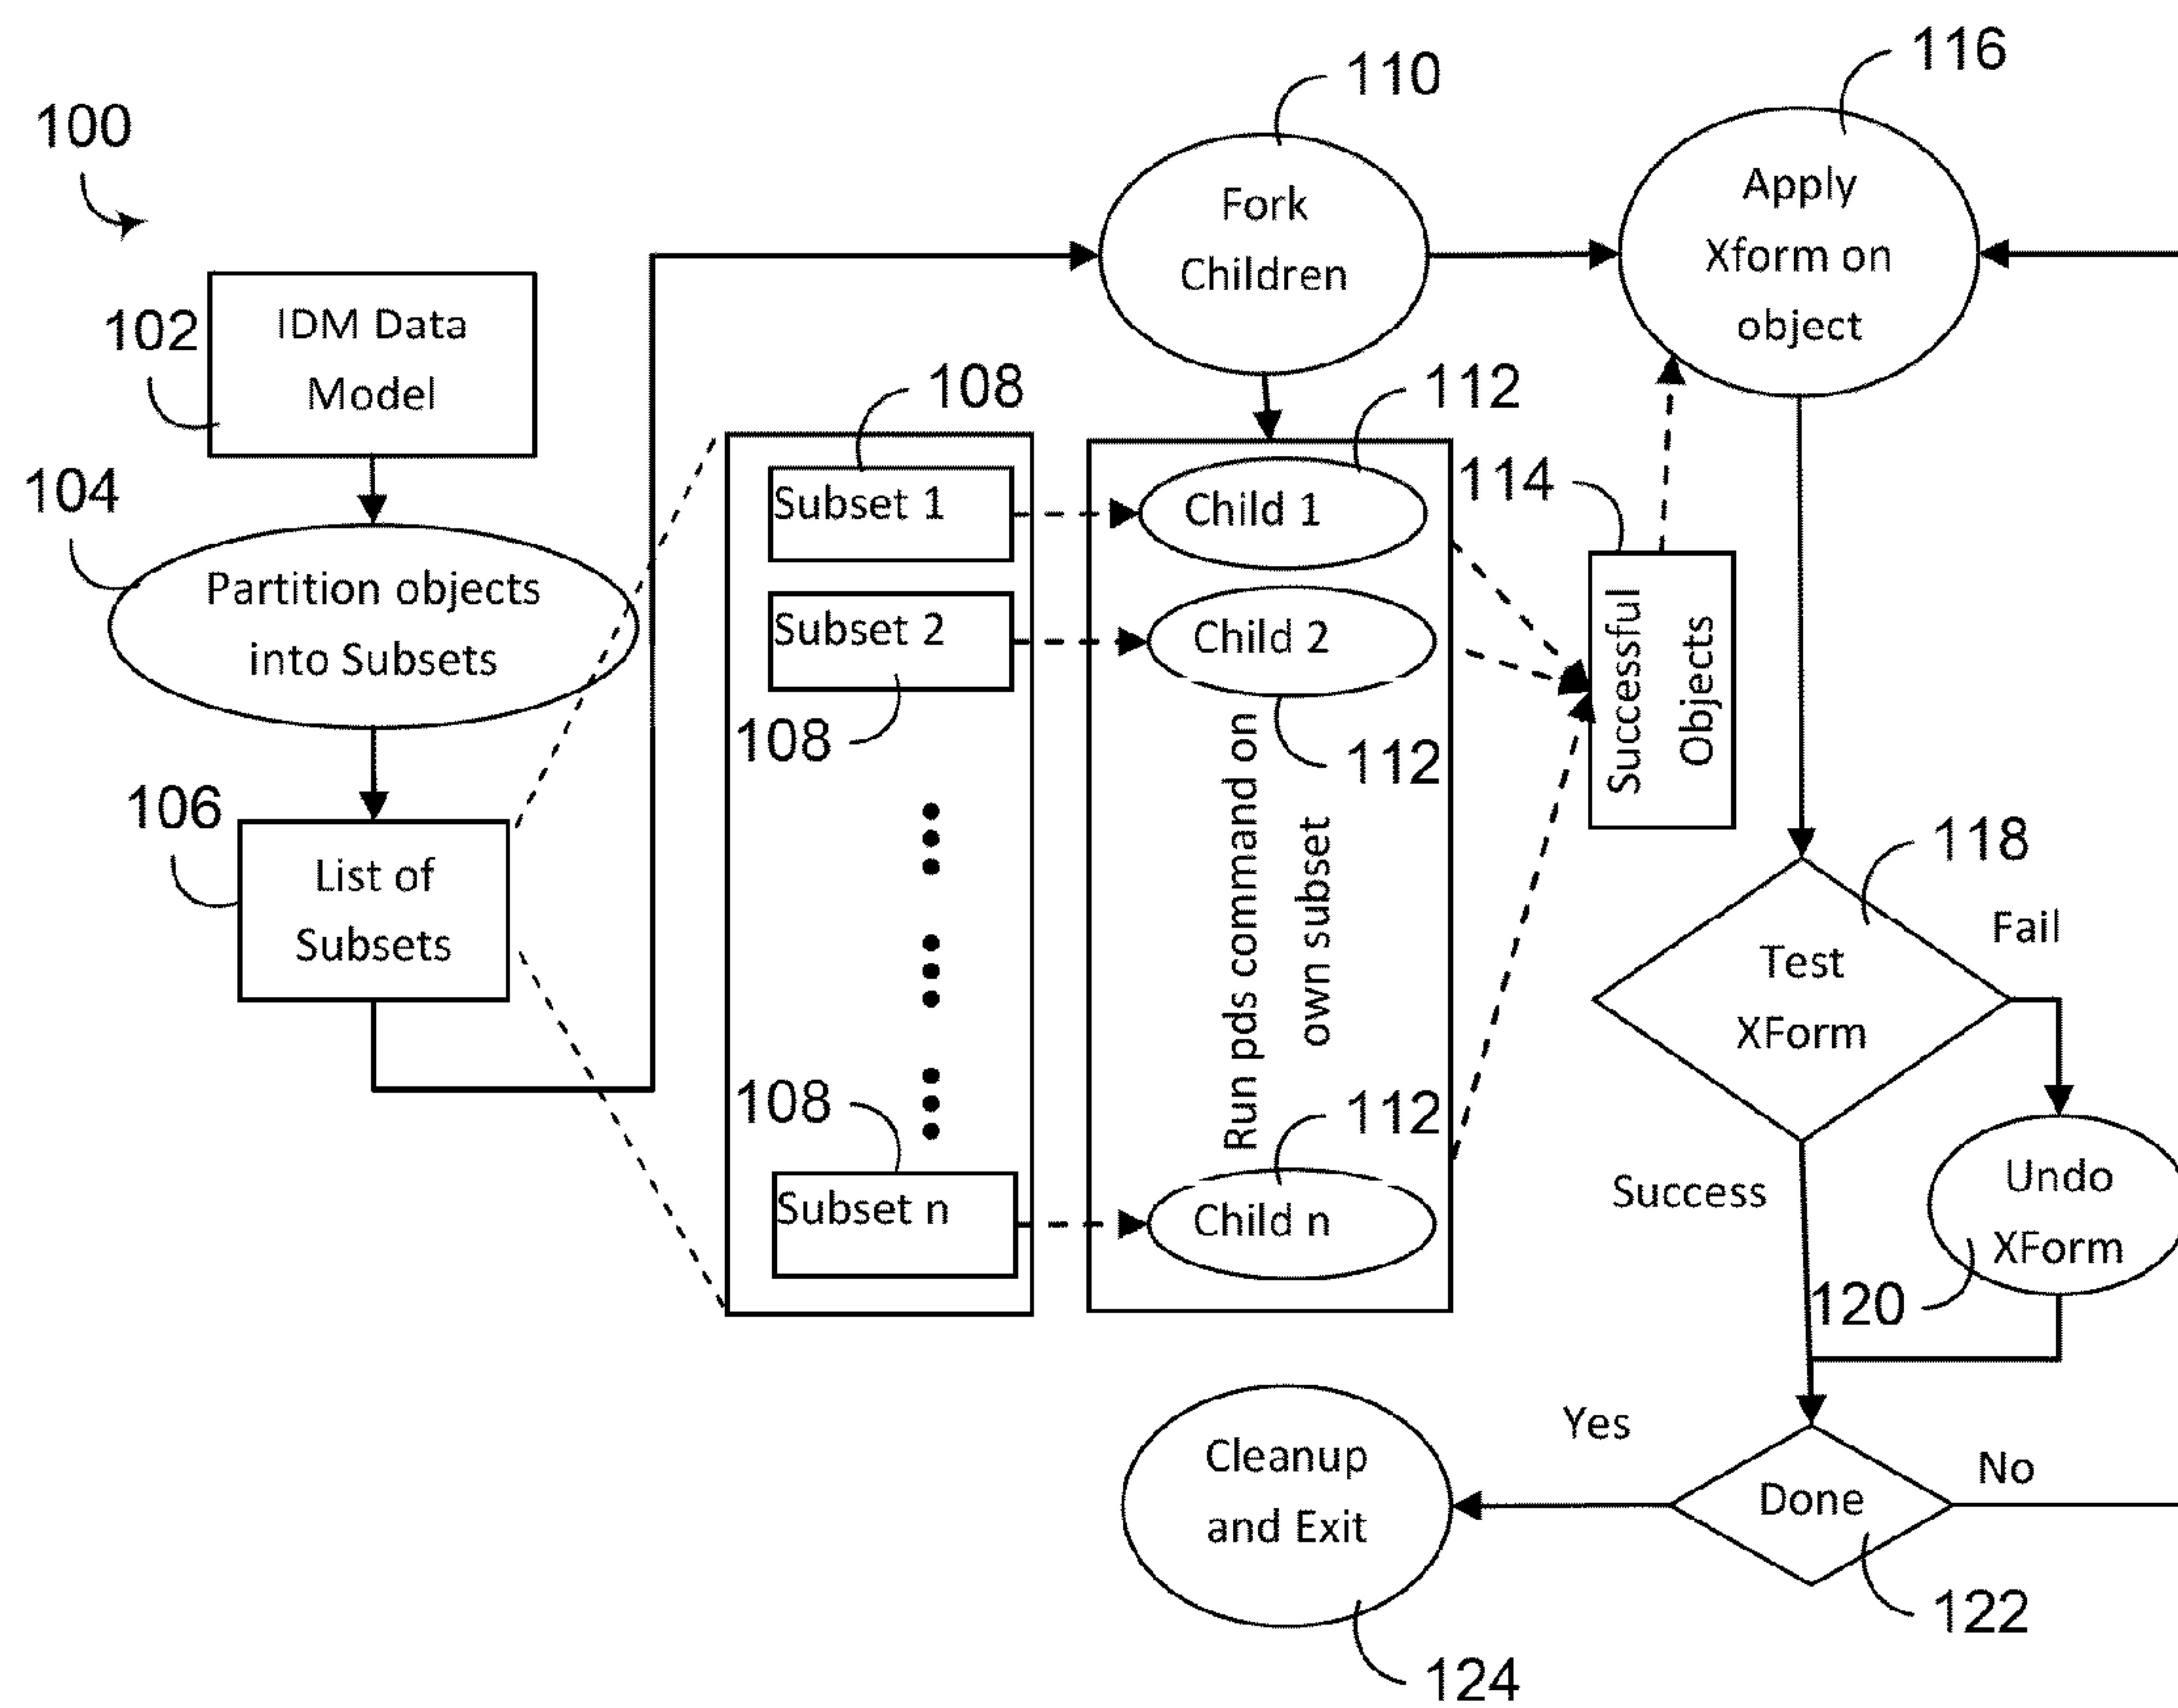 100
110
116
Fork
Children
Apply
Xform on
object
102
IDM Data
Model
104
Partition objects
into Subsets
106
List of
Subsets
108
Subset 1
Subset 2
108
108
Subset n
112
Child 1
Child 2
112
Run pds command on
own subset
112
Child n
114
Successful
Objects
118
Test
XForm
Fail
Success
Undo
XForm
120
Done
Yes
No
122
Cleanup
and Exit
124